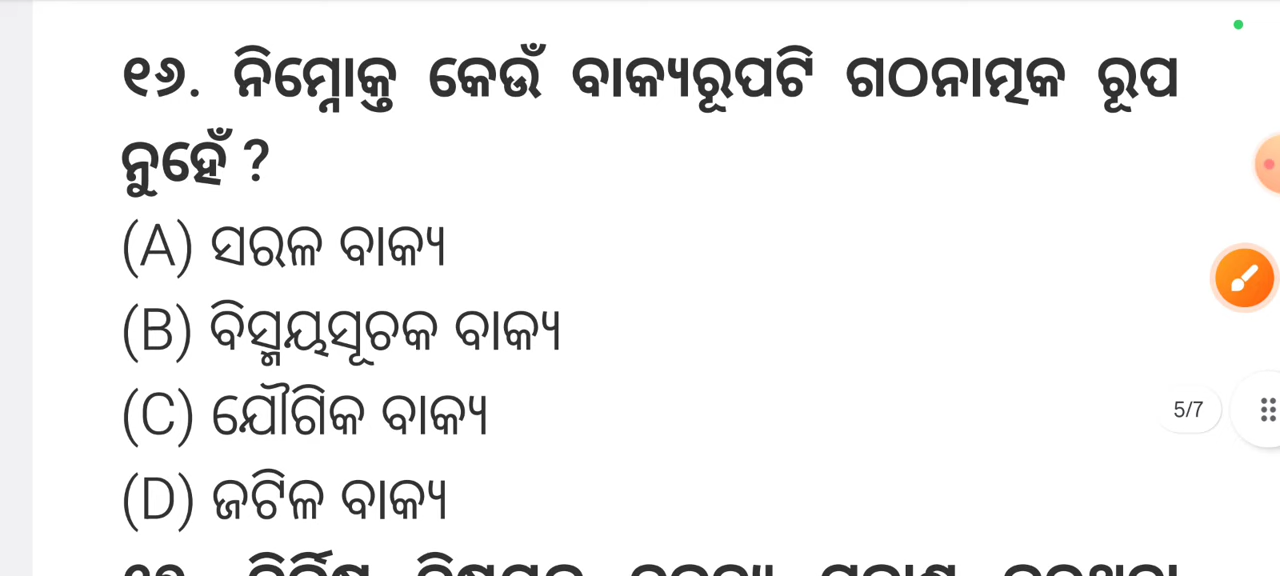 ୧୬. ନିମ୍ନୋକ୍ତ କେଉଁ ବାକ୍ୟରୂପଟି ଗଠନାତ୍ମକ ରୂପ
ନୁହେଁ ?
(A) ସରଳ ବାକ୍ୟ
(B) ବିସ୍ମୟସୂଚକ ବାକ୍ୟ
(C) ଯୌଗିକ ବାକ୍ୟ
5/7
(D) ଜଟିଳ ବାକ୍ୟ